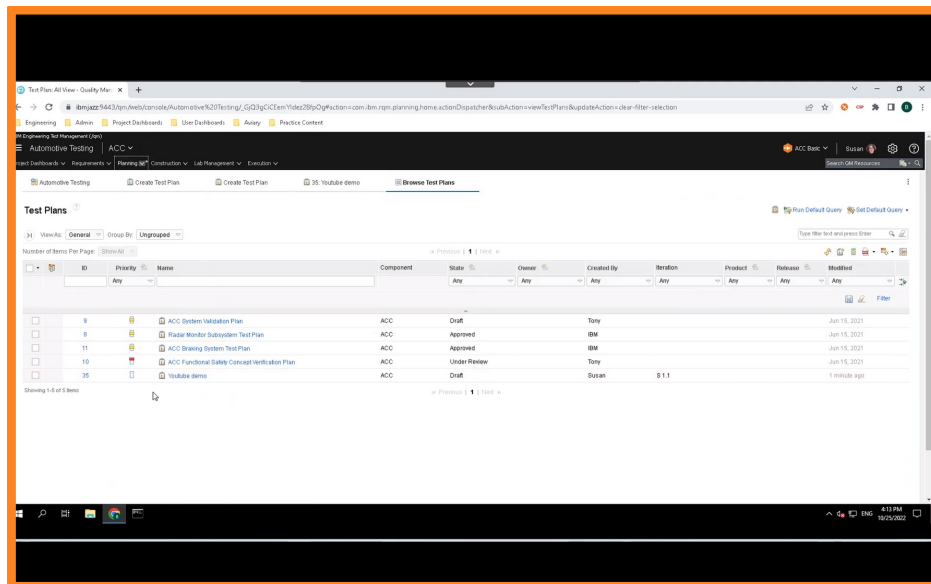 Test Plan: All View - Quality Mar
ibmjazz:9443/qm/web/console/Automotive%20Testing/_GjQ3gCiCEemYIdez28fpOg#action=com.ibm.rqm.planning.home.actionDispatcher&subAction=viewTestPlans&updateAction=clear-filter-selection
Engineering Admin Project Dashboards User Dashboards Aviary Practice Content
IBM Engineering Test Management (/qm)
Automotive Testing ACC ACC Basic Susan
Project Dashboards Requirements Planning Construction Lab Management Execution Search QM Resources
Automotive Testing Create Test Plan Create Test Plan 35: Youtube demo Browse Test Plans
Test Plans Run Default Query Set Default Query
View As: General Group By: Ungrouped Type filter text and press Enter
Number of Items Per Page: Show All Previous | 1 | Next
ID Priority Name Component State Owner Created By Iteration Product Release Modified
Any Any Any Any Any Any Any Any
Filter
9 ACC System Validation Plan ACC Draft Tony Jun 15, 2021
8 Radar Monitor Subsystem Test Plan ACC Approved IBM Jun 15, 2021
11 ACC Braking System Test Plan ACC Approved IBM Jun 15, 2021
10 ACC Functional Safety Concept Verification Plan ACC Under Review Tony Jun 15, 2021
35 Youtube demo ACC Draft Susan S 1.1 1 minute ago
Showing 1-5 of 5 items Previous | 1 | Next
ENG 4:13 PM
10/25/2022